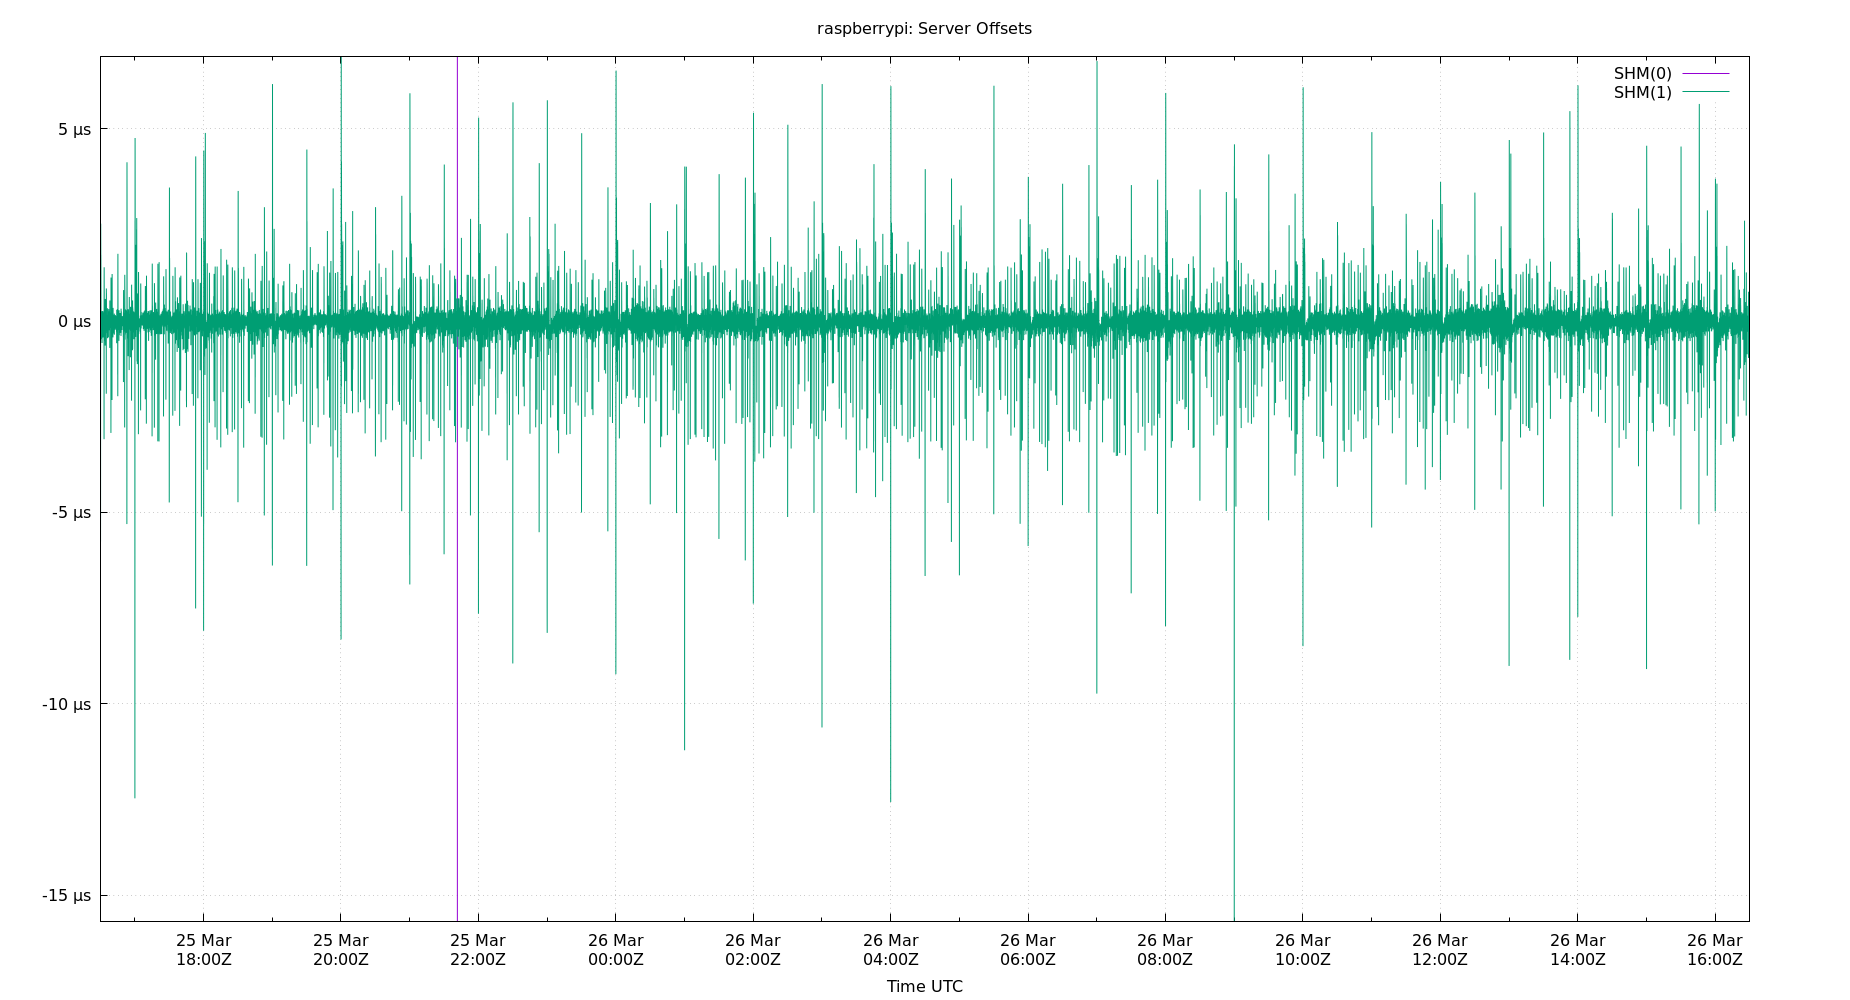 raspberrypi: Server Offsets
SHM(0)
SHM(1)
5 µs
0 µs
-5 µs
-10 µs
-15 µs
25 Mar 25 Mar 25 Mar 26 Mar 26 Mar 26 Mar 26 Mar 26 Mar 26 Mar 26 Mar 26 Mar 26 Mar
18:00Z 20:00Z 22:00Z 00:00Z 02:00Z 04:00Z 06:00Z 08:00Z 10:00Z 12:00Z 14:00Z 16:00Z
Time UTC